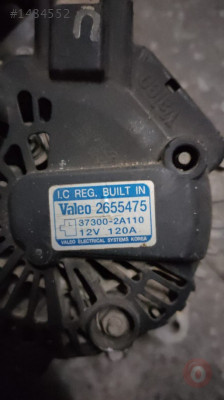 #1484552
I.C REG. BUILT IN
Valeo 2655475
37300-2A110
12V 120A
VALEO ELECTRICAL SYSTEMS KOREA